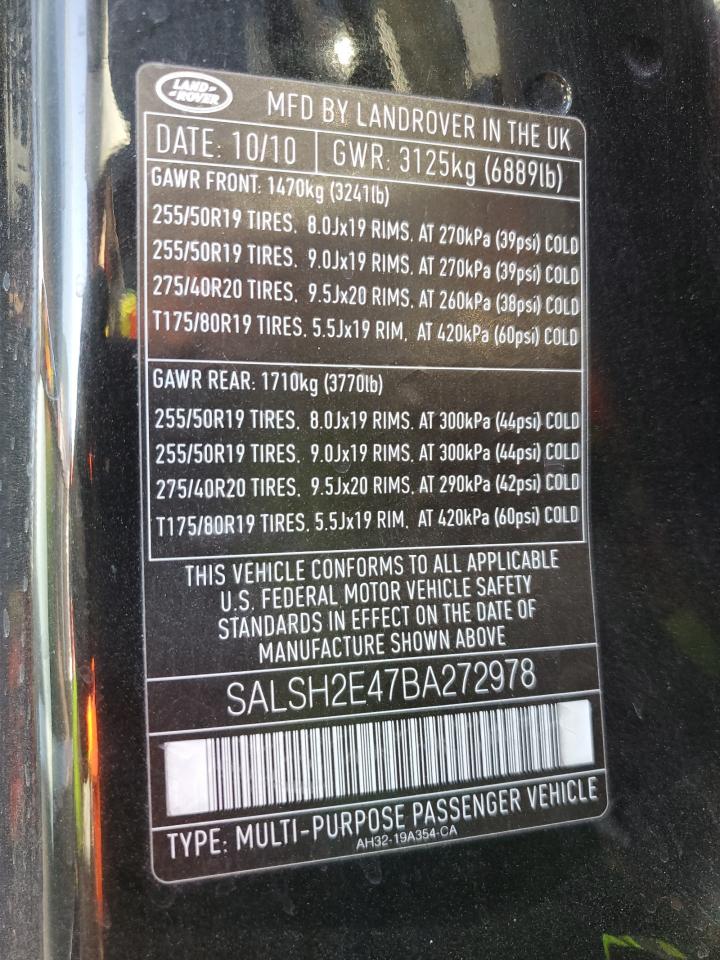 LAND-
-ROVER
MFD BY LANDROVER IN THE UK
DATE: 10/10 GWR: 3125kg (6889lb)
GAWR FRONT: 1470kg (3241lb)
255/50R19 TIRES, 8.0Jx19 RIMS, AT 270kPa (39psi) COLD
255/50R19 TIRES, 9.0Jx19 RIMS, AT 270kPa (39psi) COLD
275/40R20 TIRES, 9.5Jx20 RIMS, AT 260kPa (38psi) COLD
T175/80R19 TIRES, 5.5Jx19 RIM, AT 420kPa (60psi) COLD
GAWR REAR: 1710kg (3770lb)
255/50R19 TIRES, 8.0Jx19 RIMS, AT 300kPa (44psi) COLD
255/50R19 TIRES, 9.0Jx19 RIMS, AT 300kPa (44psi) COLD
275/40R20 TIRES, 9.5Jx20 RIMS, AT 290kPa (42psi) COLD
T175/80R19 TIRES, 5.5Jx19 RIM, AT 420kPa (60psi) COLD
THIS VEHICLE CONFORMS TO ALL APPLICABLE
U.S. FEDERAL MOTOR VEHICLE SAFETY
STANDARDS IN EFFECT ON THE DATE OF
MANUFACTURE SHOWN ABOVE
SALSH2E47BA272978
TYPE: MULTI-PURPOSE PASSENGER VEHICLE
AH32-19A354-CA